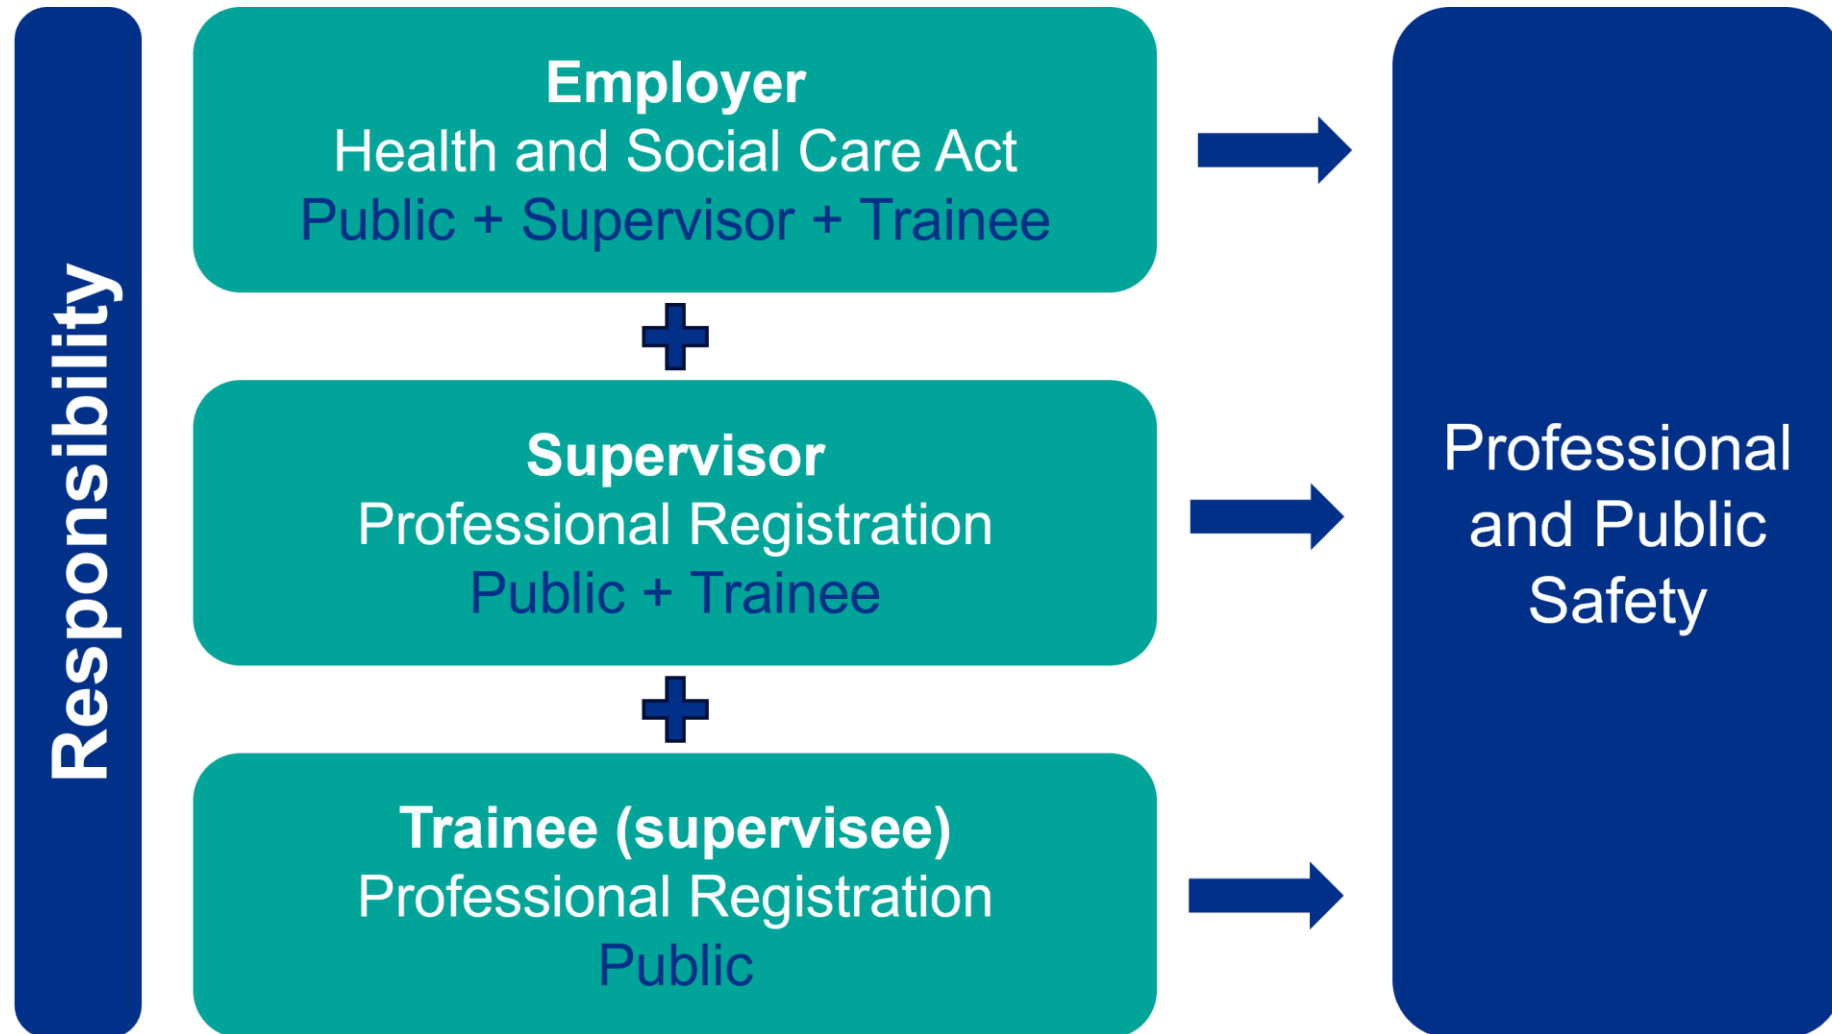 Responsibility
Employer
Health and Social Care Act
Public + Supervisor + Trainee
Supervisor
Professional Registration
Public + Trainee
Trainee (supervisee)
Professional Registration
Public
Professional
and Public
Safety